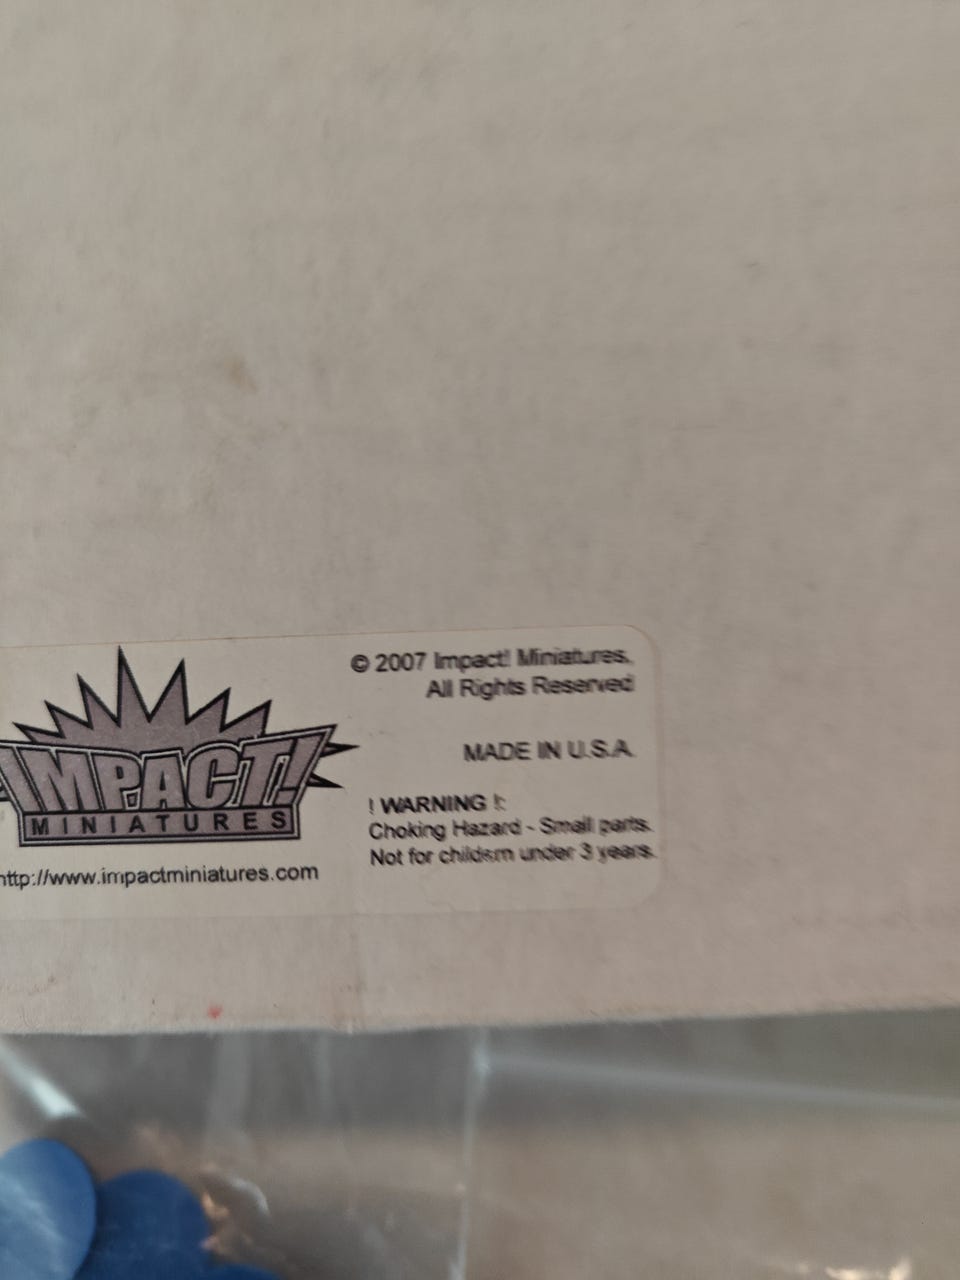 IMPACT!
MINIATURES
http://www.impactminiatures.com
© 2007 Impact! Miniatures.
All Rights Reserved
MADE IN U.S.A.
! WARNING !:
Choking Hazard - Small parts.
Not for children under 3 years.